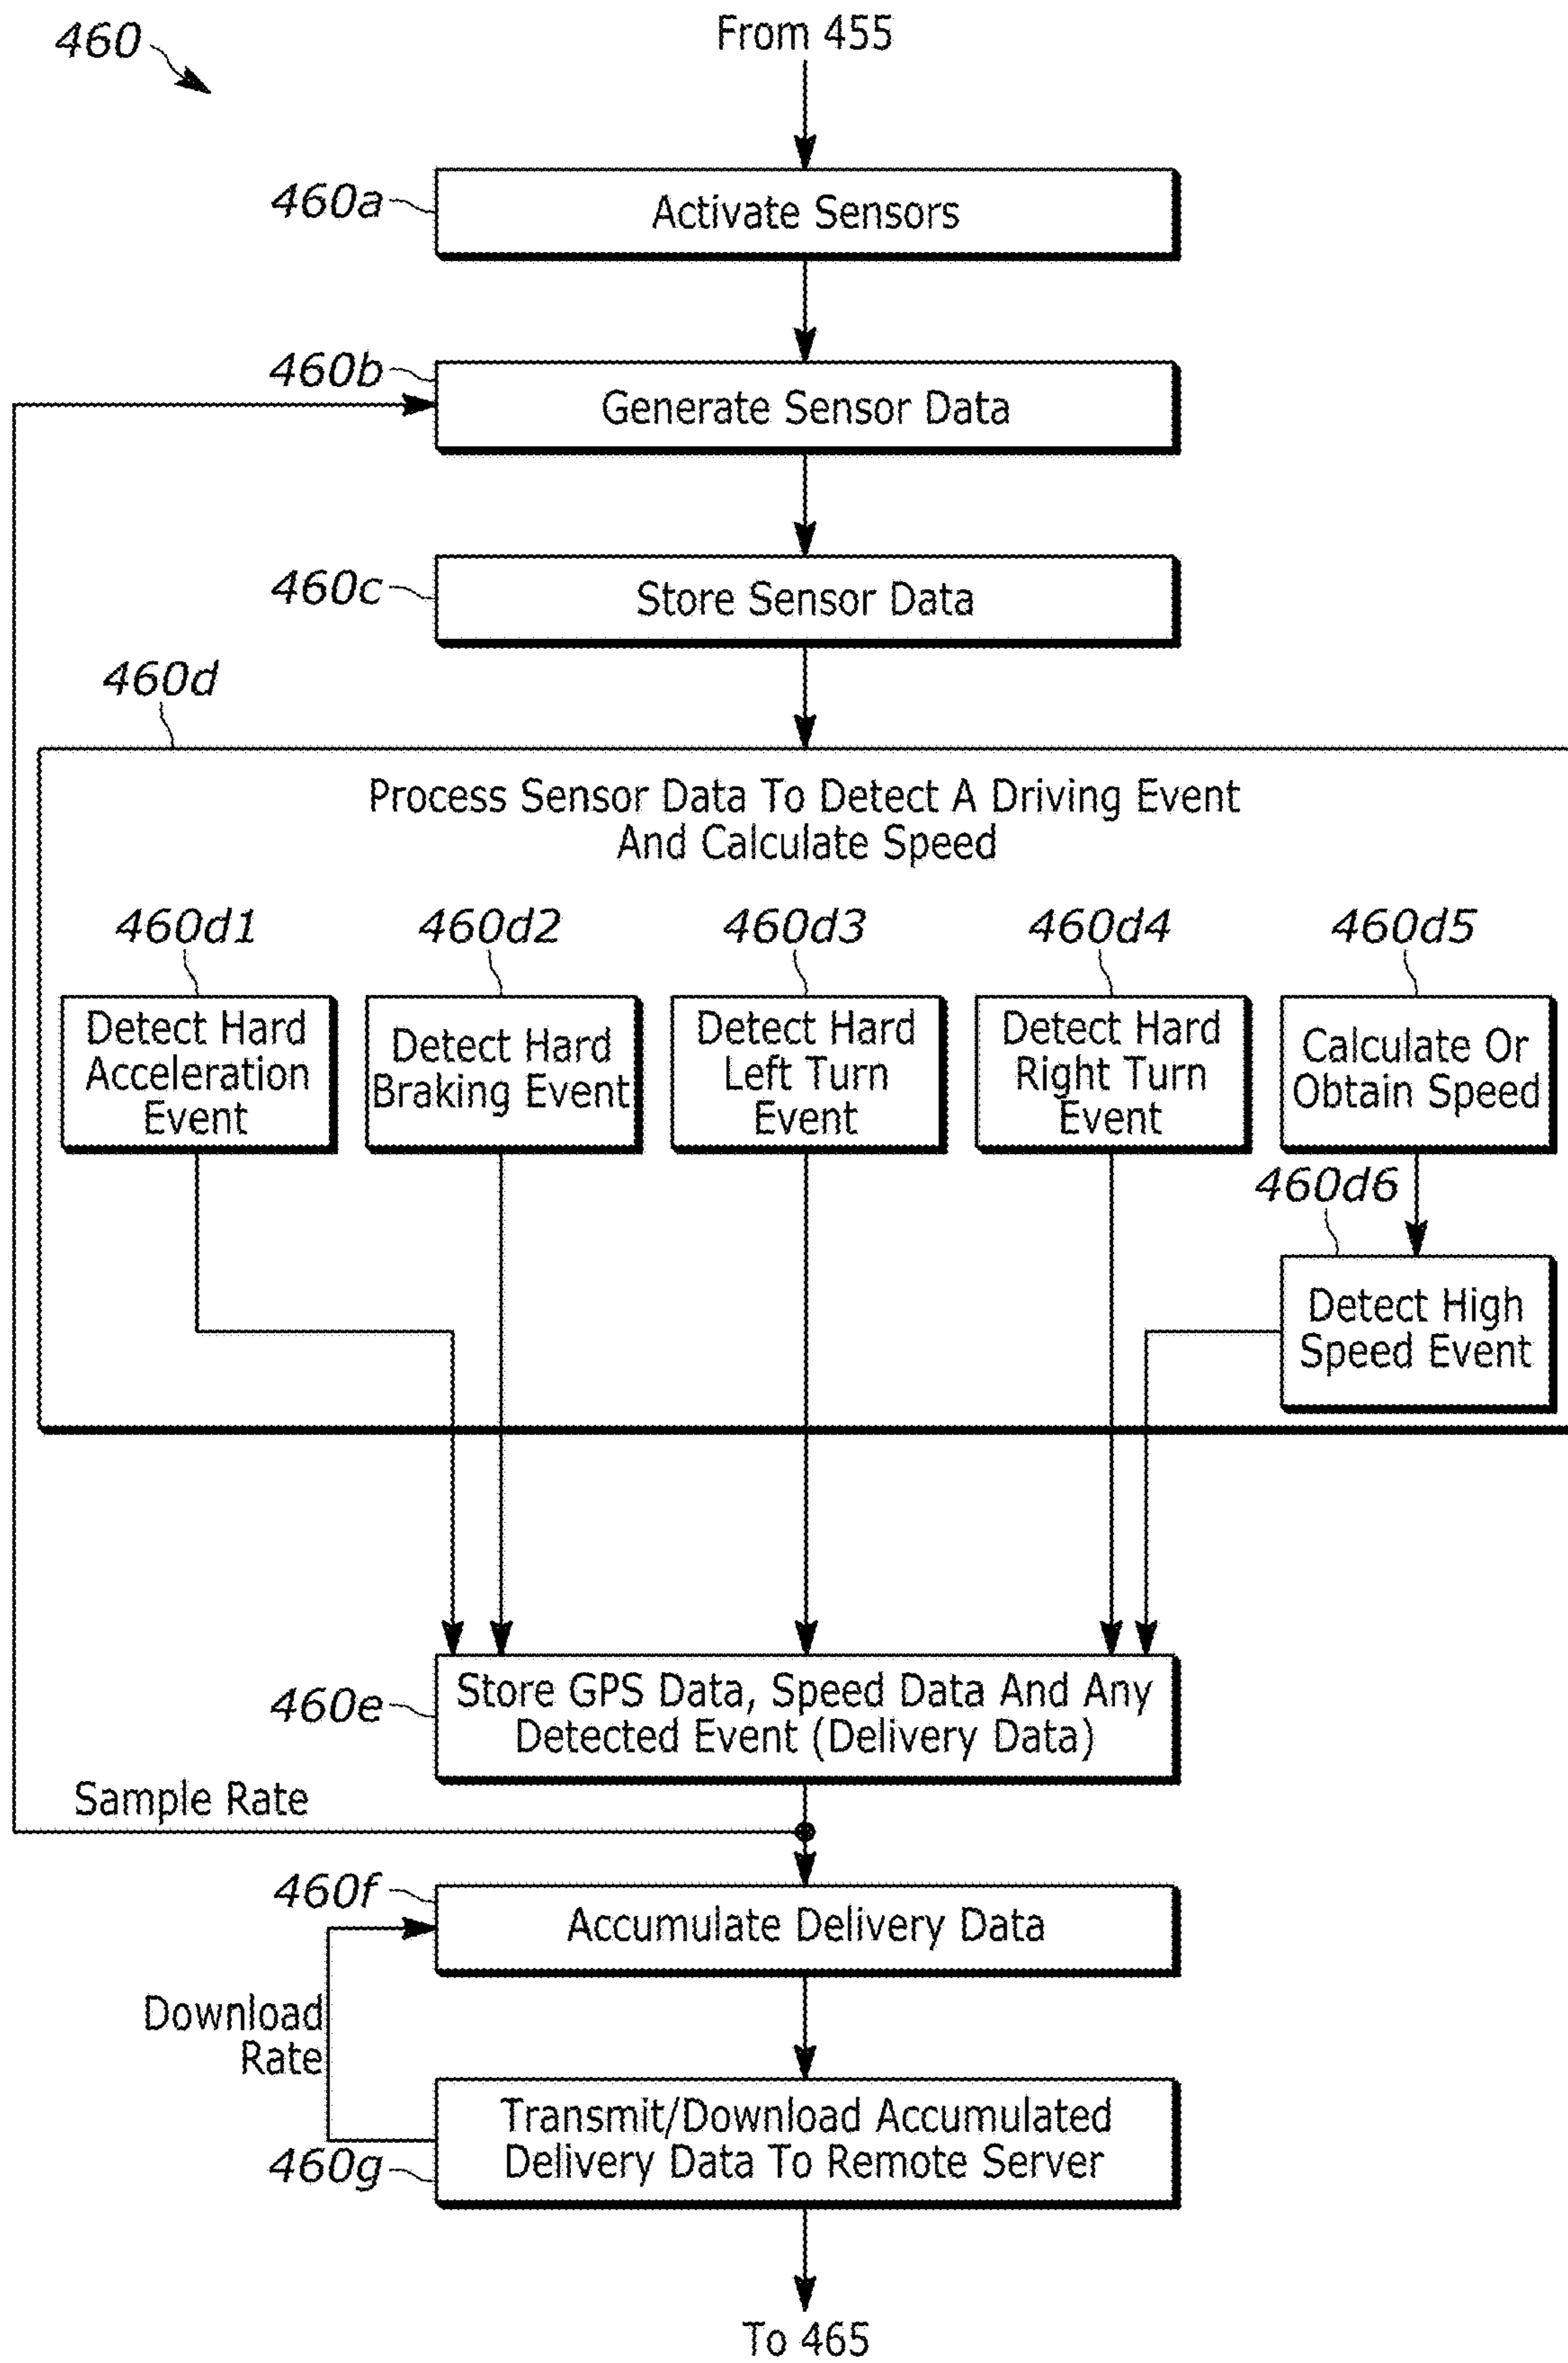 460
From 455
460a
Activate Sensors
460b
Generate Sensor Data
460c
Store Sensor Data
460d
Process Sensor Data To Detect A Driving Event
And Calculate Speed
460d1
460d2
460d3
460d4
460d5
Detect Hard
Acceleration
Event
Detect Hard
Braking Event
Detect Hard
Left Turn
Event
Detect Hard
Right Turn
Event
Calculate Or
Obtain Speed
460d6
Detect High
Speed Event
460e
Store GPS Data, Speed Data And Any
Detected Event (Delivery Data)
Sample Rate
460f
Accumulate Delivery Data
Download
Rate
Transmit/Download Accumulated
Delivery Data To Remote Server
460g
To 465